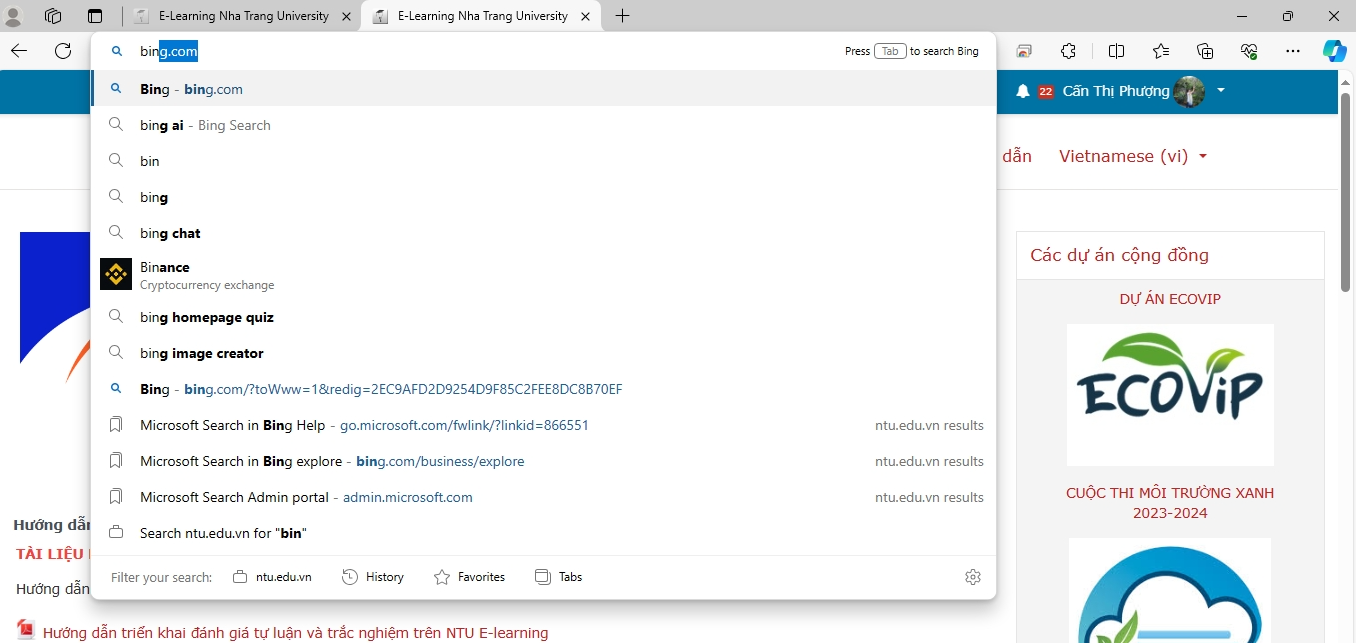 E-Learning Nha Trang University
E-Learning Nha Trang University
bing.com
Press Tab to search Bing
Bing - bing.com
bing ai - Bing Search
bin
bing
bing chat
Binance
Cryptocurrency exchange
bing homepage quiz
bing image creator
Bing - bing.com/?toWww=1&redig=2EC9AFD2D9254D9F85C2FEE8DC8B70EF
Microsoft Search in Bing Help - go.microsoft.com/fwlink/?linkid=866551 ntu.edu.vn results
Microsoft Search in Bing explore - bing.com/business/explore ntu.edu.vn results
Microsoft Search Admin portal - admin.microsoft.com ntu.edu.vn results
Search ntu.edu.vn for "bin"
Filter your search: ntu.edu.vn History Favorites Tabs
22 Cấn Thị Phượng
dẫn Vietnamese (vi)
Các dự án cộng đồng
DỰ ÁN ECOVIP
ECOVIP
CUỘC THI MÔI TRƯỜNG XANH
2023-2024
Hướng dẫn
TÀI LIỆU
Hướng dẫn
Hướng dẫn triển khai đánh giá tự luận và trắc nghiệm trên NTU E-learning